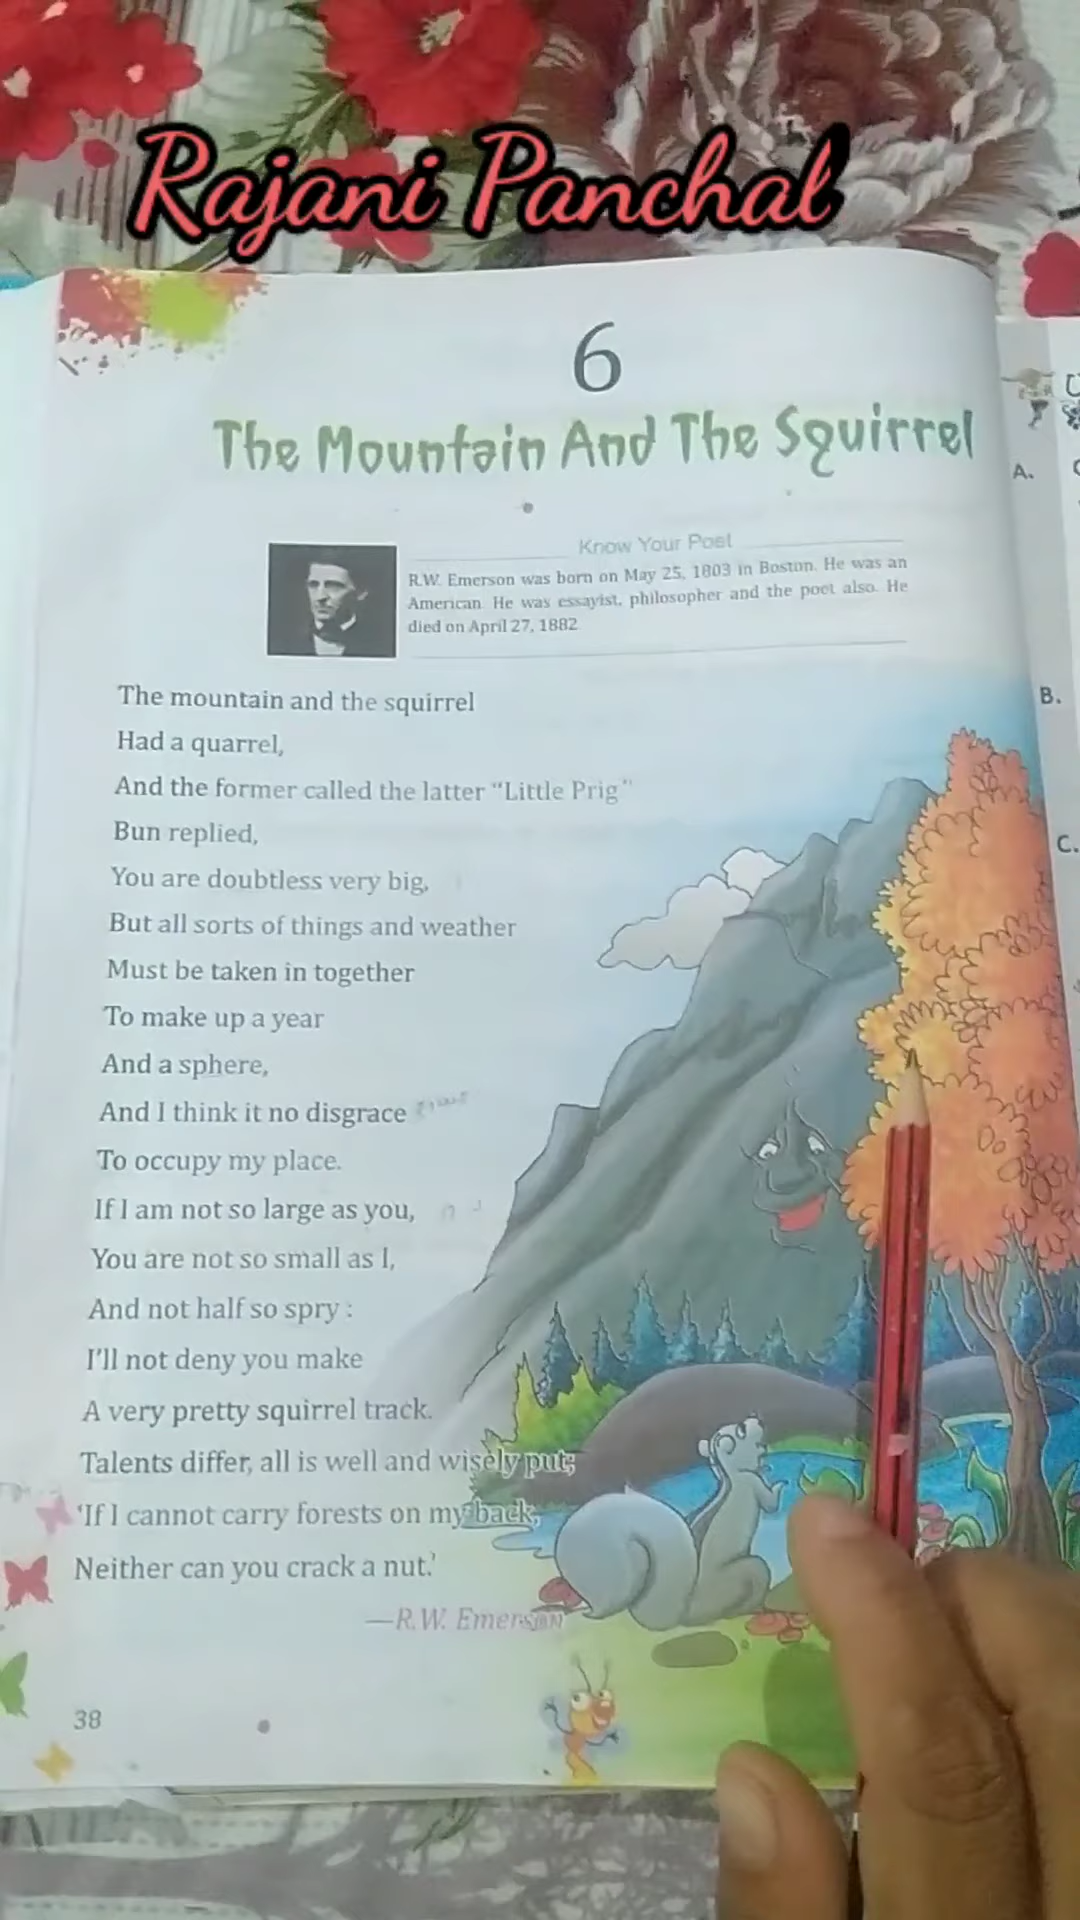 Rajani Panchal
6
The Mountain And The Squirrel
Know Your Poet
R.W. Emerson was born on May 25, 1803 in Boston. He was an
American. He was essayist, philosopher and the poet also. He
died on April 27, 1882
The mountain and the squirrel
Had a quarrel,
And the former called the latter “Little Prig”
Bun replied,
You are doubtless very big,
But all sorts of things and weather
Must be taken in together
To make up a year
And a sphere,
And I think it no disgrace
To occupy my place.
If I am not so large as you,
You are not so small as I,
And not half so spry :
I’ll not deny you make
A very pretty squirrel track.
Talents differ, all is well and wisely put;
‘If I cannot carry forests on my back,
Neither can you crack a nut.’
—R.W. Emerson
38
A.
B.
C.